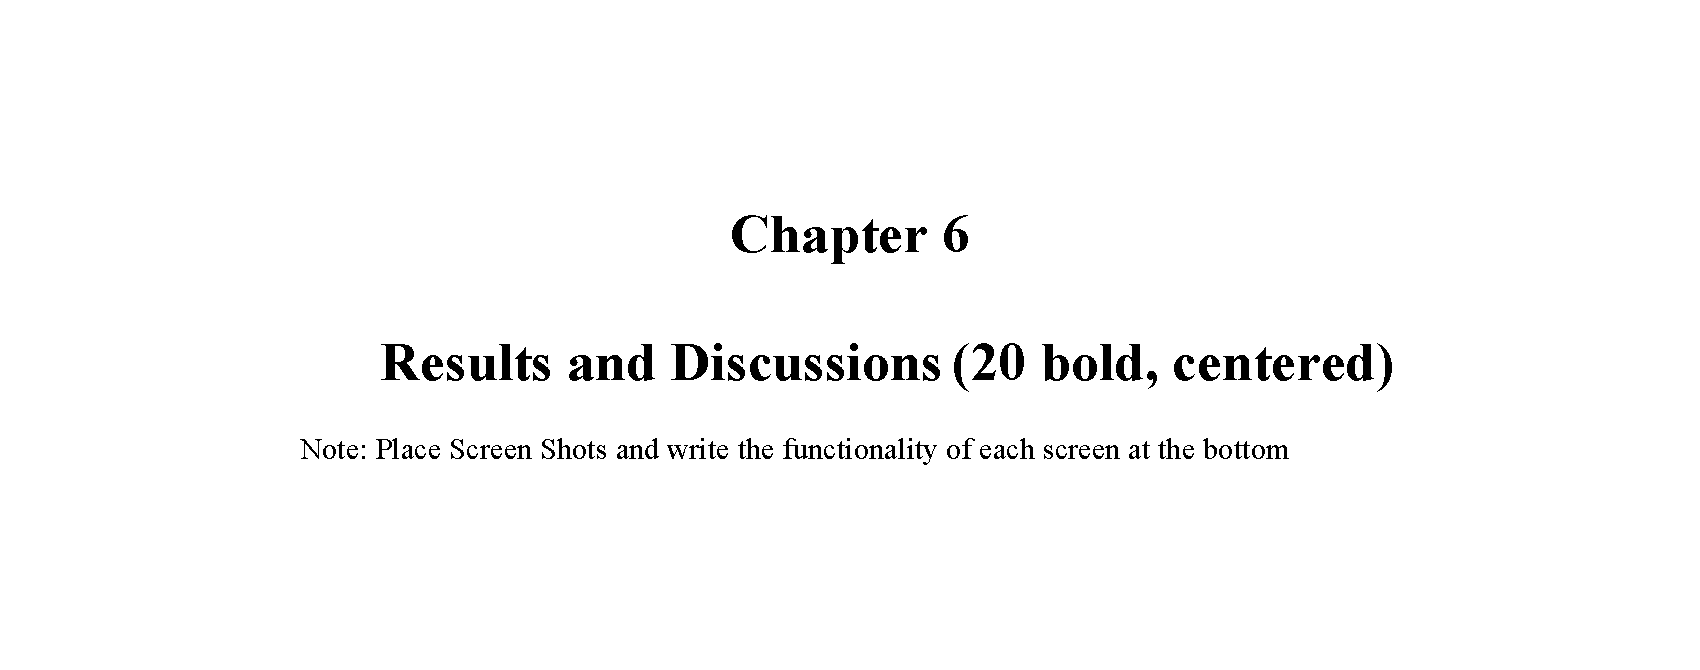 Chapter 6
Results and Discussions (20 bold, centered)
Note: Place Screen Shots and write the functionality of each screen at the bottom